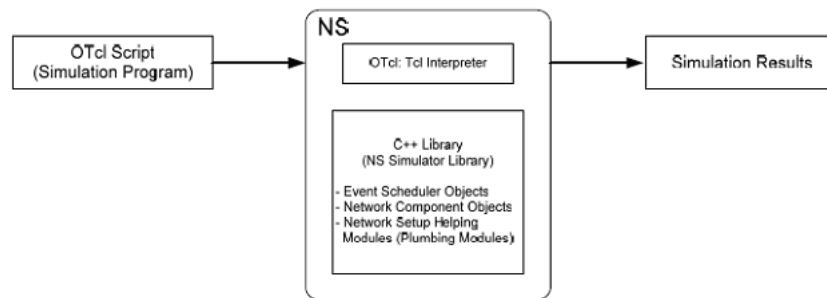 NS
OTcl Script
(Simulation Program)
OTcl: Tcl Interpreter
Simulation Results
C++ Library
(NS Simulator Library)
- Event Scheduler Objects
- Network Component Objects
- Network Setup Helping
Modules (Plumbing Modules)